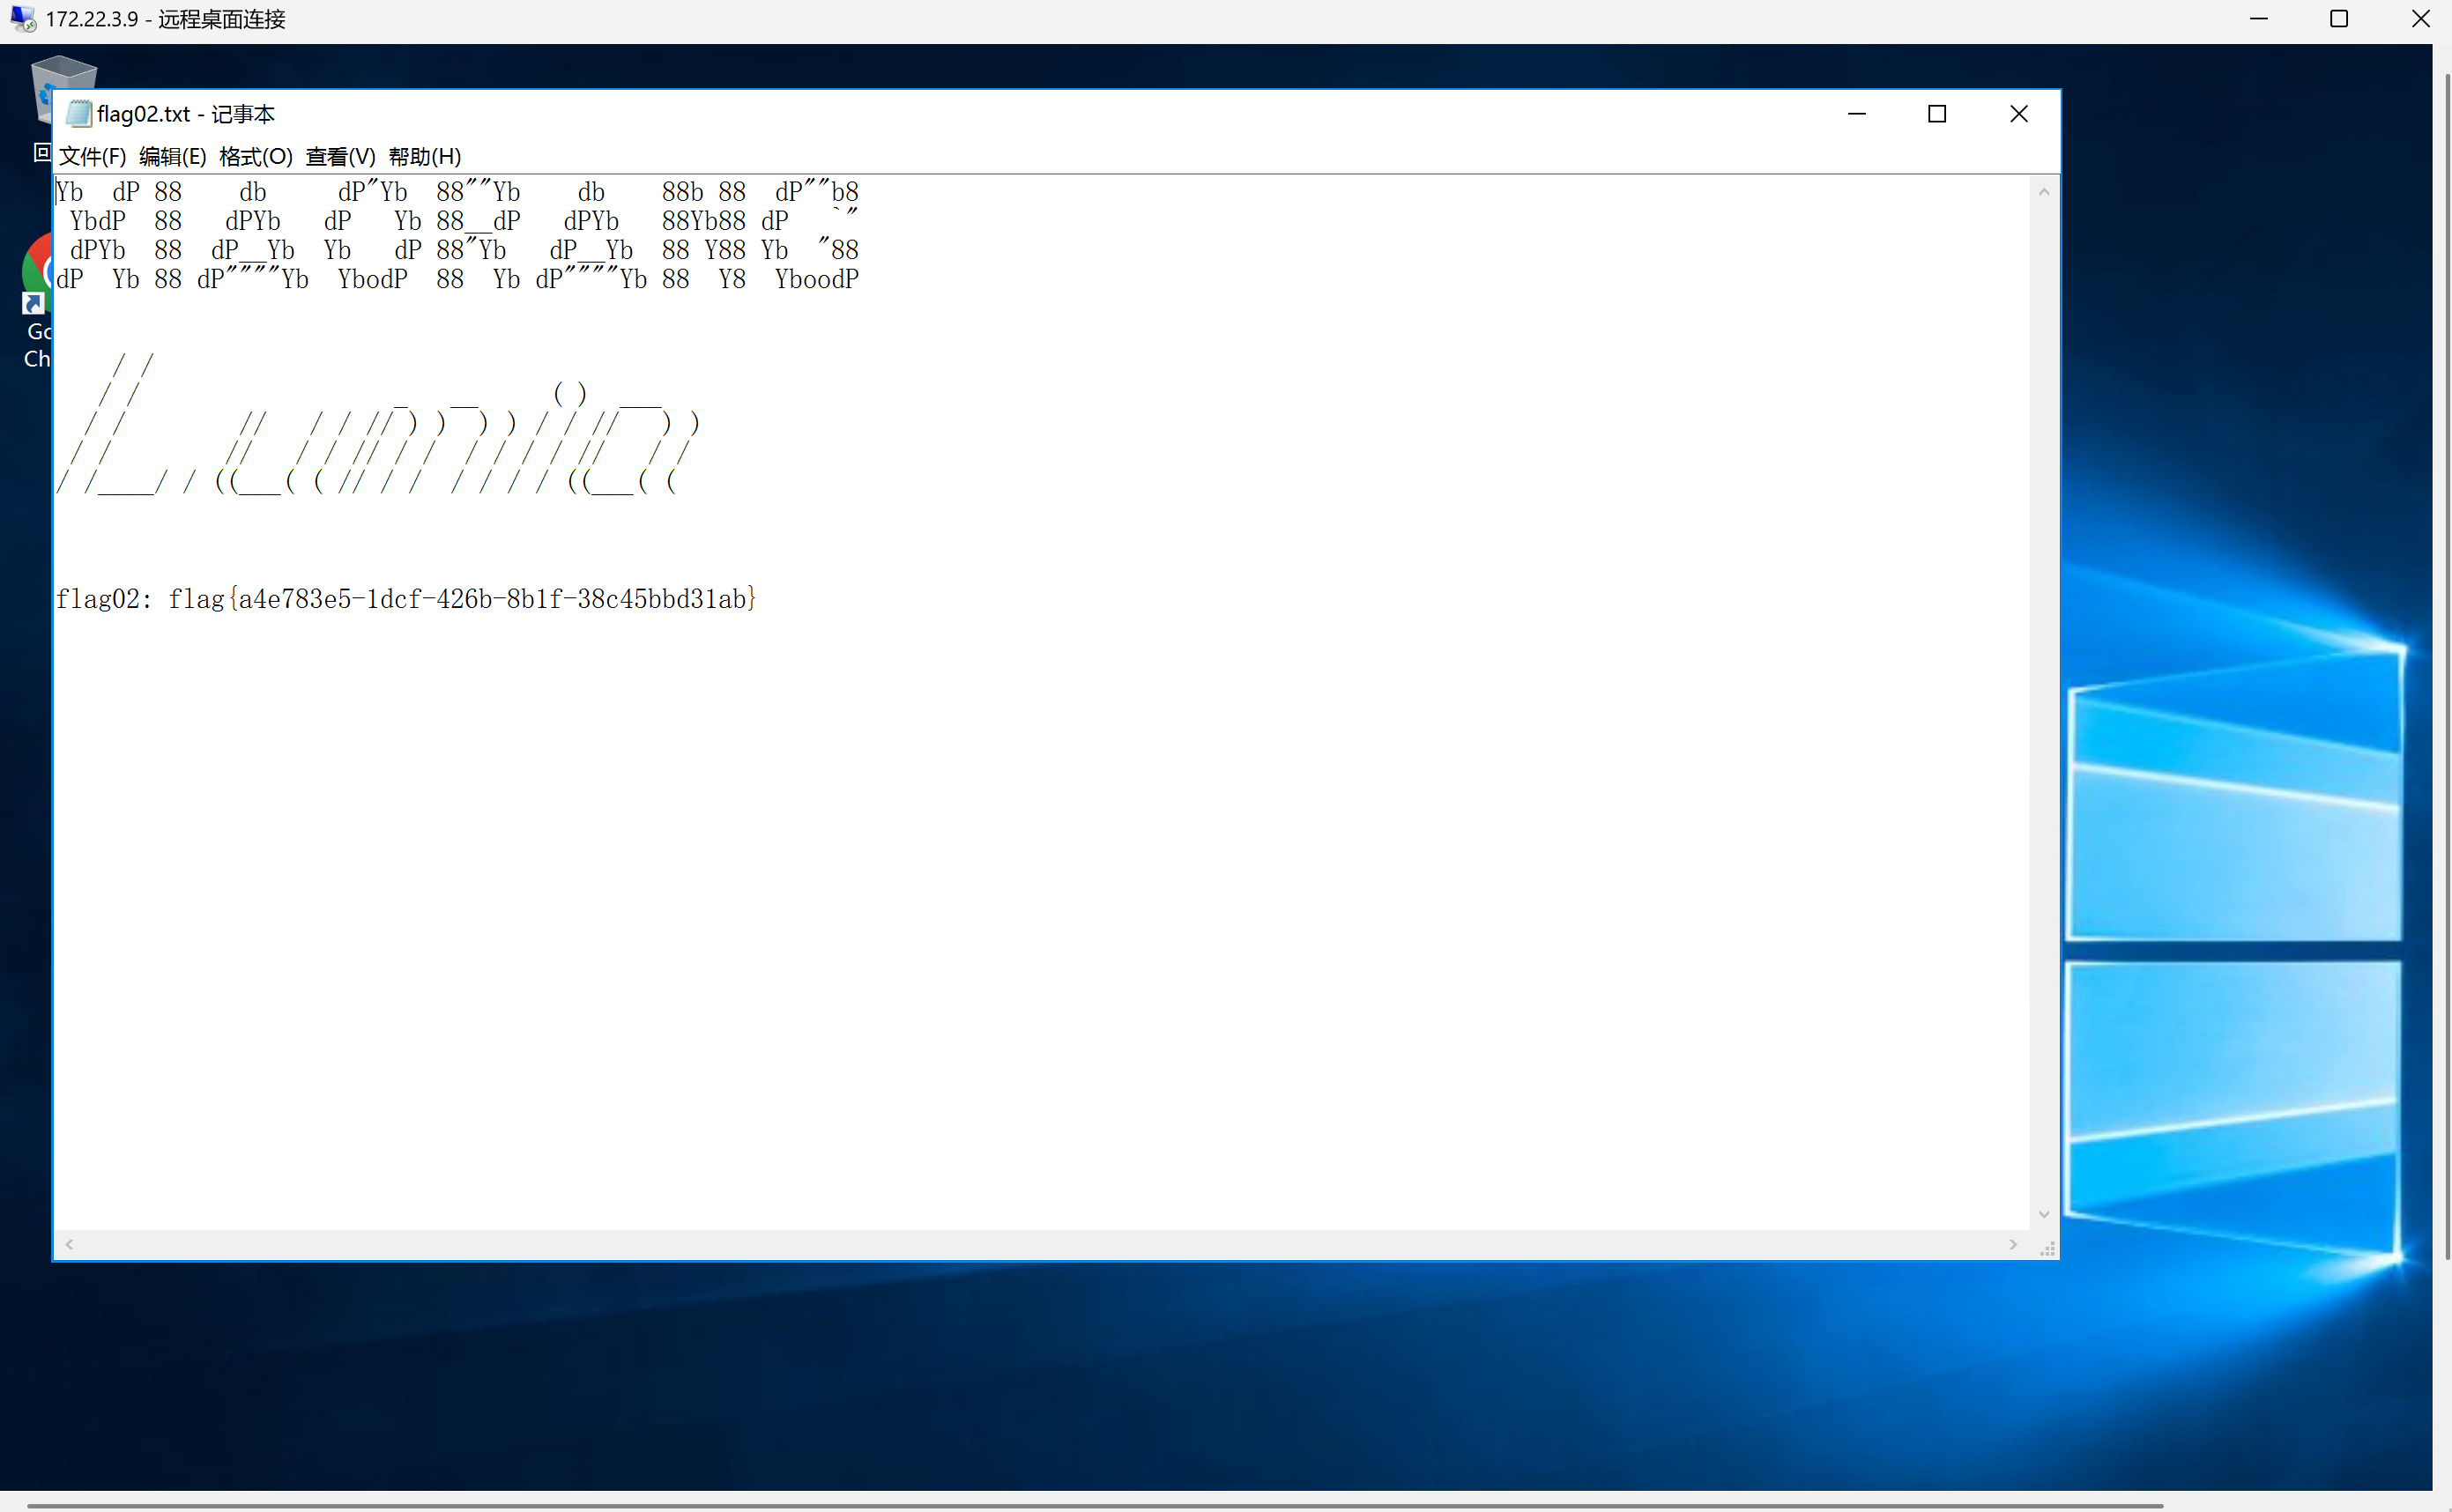 172.22.3.9 - 远程桌面连接
回
flag02.txt - 记事本
文件(F) 编辑(E) 格式(O) 查看(V) 帮助(H)
Yb  dP 88    db     dP"Yb  88""Yb    db    88b 88  dP""b8
 YbdP  88   dPYb   dP   Yb 88__dP   dPYb   88Yb88 dP   `"
 dPYb  88  dP__Yb  Yb   dP 88"Yb   dP__Yb  88 Y88 Yb  "88
dP  Yb 88 dP""""Yb  YbodP  88  Yb dP""""Yb 88  Y8  YboodP
    / /
   / /                  _   __     ( )  ___
  / /        //   / / //) ) __) ) / / //   ) )
 / /        //   / / // / /  / / / / //   / /
/ /____/ / ((___( ( // / /  / / / / ((___( (
flag02: flag{a4e783e5-1dcf-426b-8b1f-38c45bbd31ab}
Go
Ch